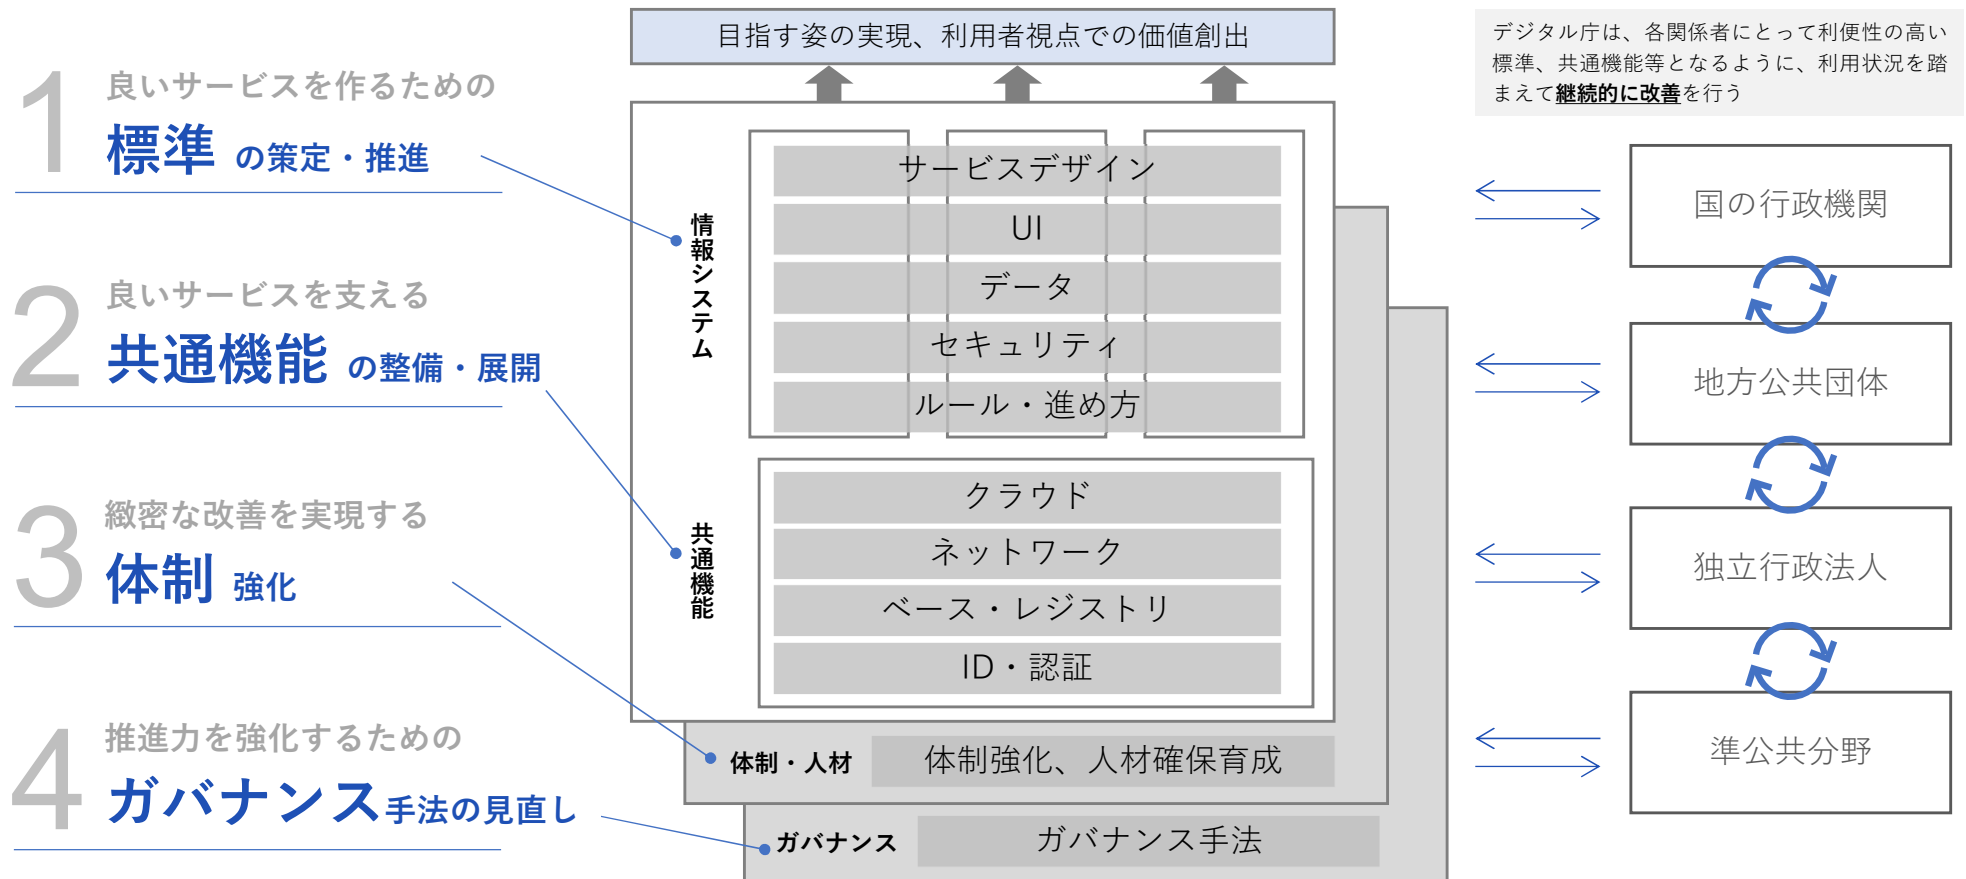 目指す姿の実現、利用者視点での価値創出
デジタル庁は、各関係者にとって利便性の高い
標準、共通機能等となるように、利用状況を踏
まえて継続的に改善を行う
1
良いサービスを作るための
標準 の策定・推進
2
良いサービスを支える
共通機能 の整備・展開
3
緻密な改善を実現する
体制 強化
4
推進力を強化するための
ガバナンス手法の見直し
情報システム
サービスデザイン
UI
データ
セキュリティ
ルール・進め方
共通機能
クラウド
ネットワーク
ベース・レジストリ
ID・認証
体制・人材
体制強化、人材確保育成
ガバナンス
ガバナンス手法
国の行政機関
地方公共団体
独立行政法人
準公共分野